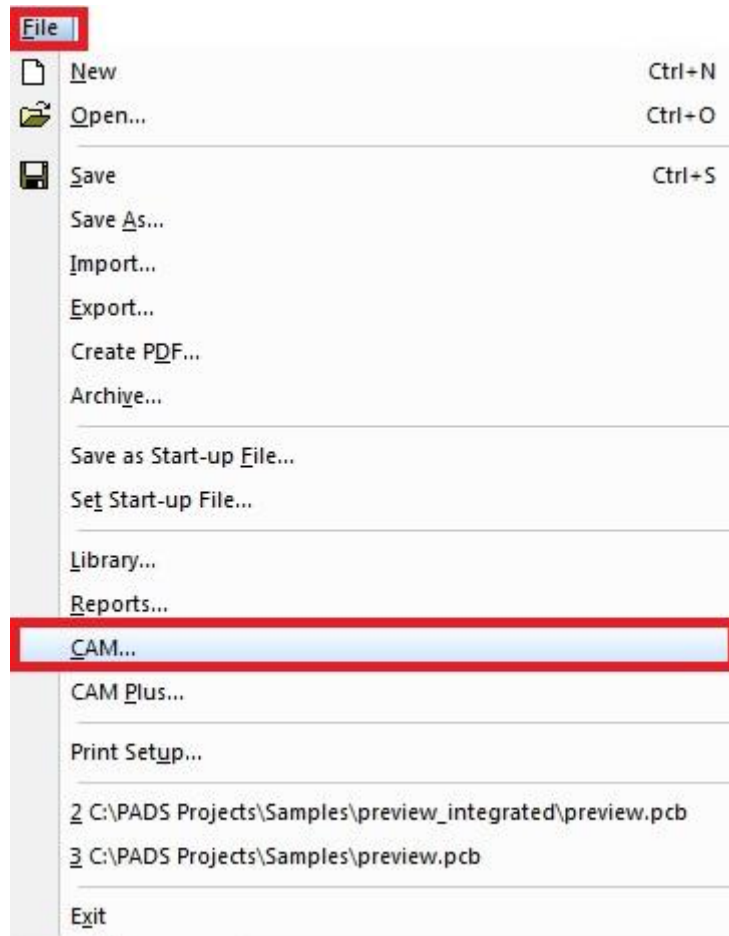 File
New Ctrl+N
Open... Ctrl+O
Save Ctrl+S
Save As...
Import...
Export...
Create PDF...
Archive...
Save as Start-up File...
Set Start-up File...
Library...
Reports...
CAM...
CAM Plus...
Print Setup...
2 C:\PADS Projects\Samples\preview_integrated\preview.pcb
3 C:\PADS Projects\Samples\preview.pcb
Exit